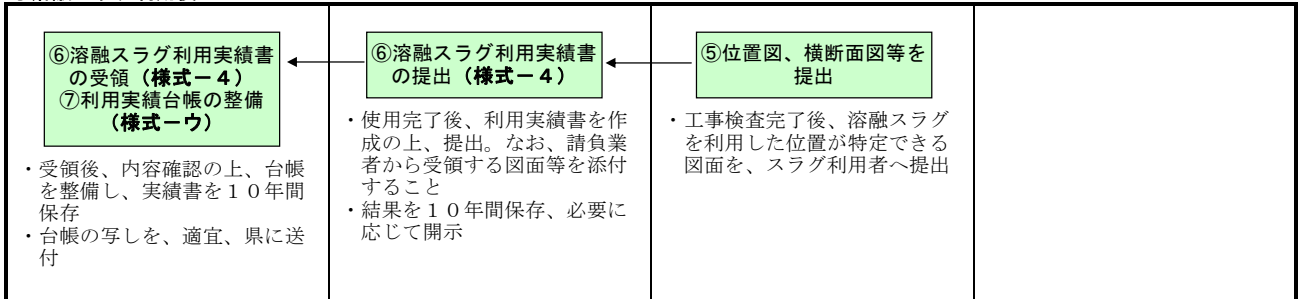 ⑥溶融スラグ利用実績書
の受領（様式－４）
⑦利用実績台帳の整備
（様式－ウ）
・受領後、内容確認の上、台帳
を整備し、実績書を１０年間
保存
・台帳の写しを、適宜、県に送
付
⑥溶融スラグ利用実績書
の提出（様式－４）
・使用完了後、利用実績書を作
成の上、提出。なお、請負業
者から受領する図面等を添付
すること
・結果を１０年間保存、必要に
応じて開示
⑤位置図、横断面図等を
提出
・工事検査完了後、溶融スラグ
を利用した位置が特定できる
図面を、スラグ利用者へ提出